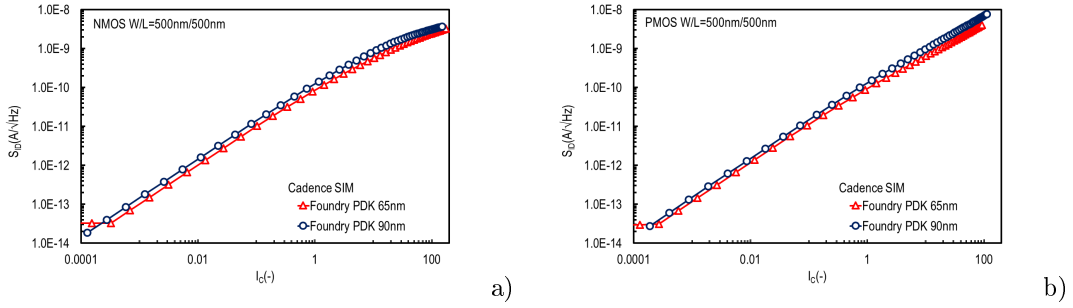 NMOS W/L=500nm/500nm
1.0E-8
1.0E-9
1.0E-10
1.0E-11
1.0E-12
1.0E-13
1.0E-14
S_ID(A/√Hz)
Cadence SIM
Foundry PDK 65nm
Foundry PDK 90nm
0.0001 0.01 1 100
I_C(-)
a)
PMOS W/L=500nm/500nm
1.0E-8
1.0E-9
1.0E-10
1.0E-11
1.0E-12
1.0E-13
1.0E-14
S_ID(A/√Hz)
Cadence SIM
Foundry PDK 65nm
Foundry PDK 90nm
0.0001 0.01 1 100
I_C(-)
b)